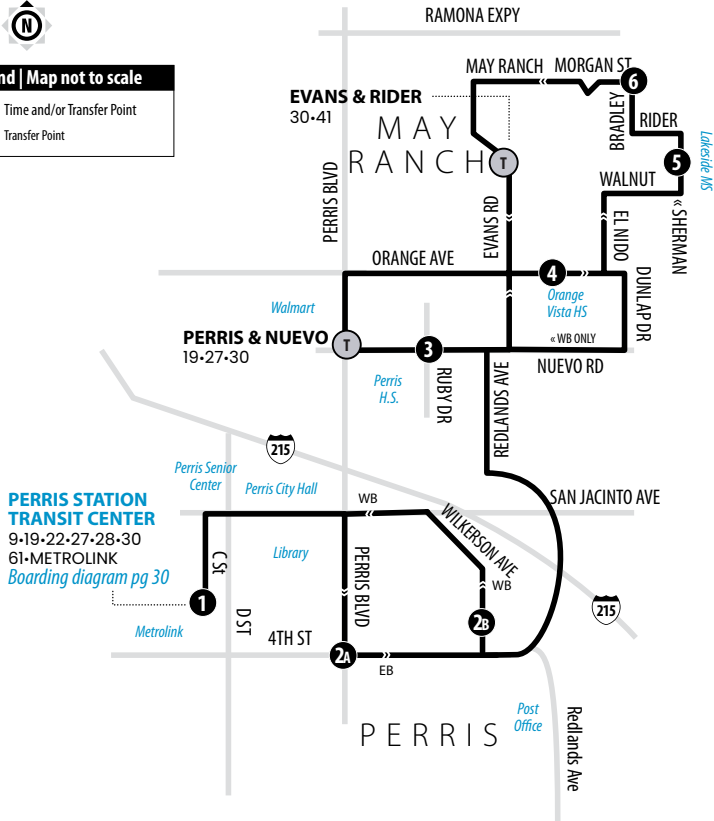 N
RAMONA EXPY
nd | Map not to scale
Time and/or Transfer Point
Transfer Point
MAY RANCH
MORGAN ST
6
EVANS & RIDER
30•41
MAY
RANCH
T
BRADLEY
RIDER
5
Lakeside MS
WALNUT
« SHERMAN
EL NIDO
PERRIS BLVD
EVANS RD
ORANGE AVE
4
Orange
Vista HS
DUNLAP DR
Walmart
PERRIS & NUEVO
19•27•30
T
3
« WB ONLY
NUEVO RD
Perris
H.S.
RUBY DR
REDLANDS AVE
215
Perris Senior
Center
Perris City Hall
SAN JACINTO AVE
PERRIS STATION
TRANSIT CENTER
9•19•22•27•28•30
61•METROLINK
Boarding diagram pg 30
WB
WILKERSON AVE
Library
PERRIS BLVD
C St
1
WB
215
Metrolink
D ST
4TH ST
2B
2A
EB
PERRIS
Post
Office
Redlands Ave